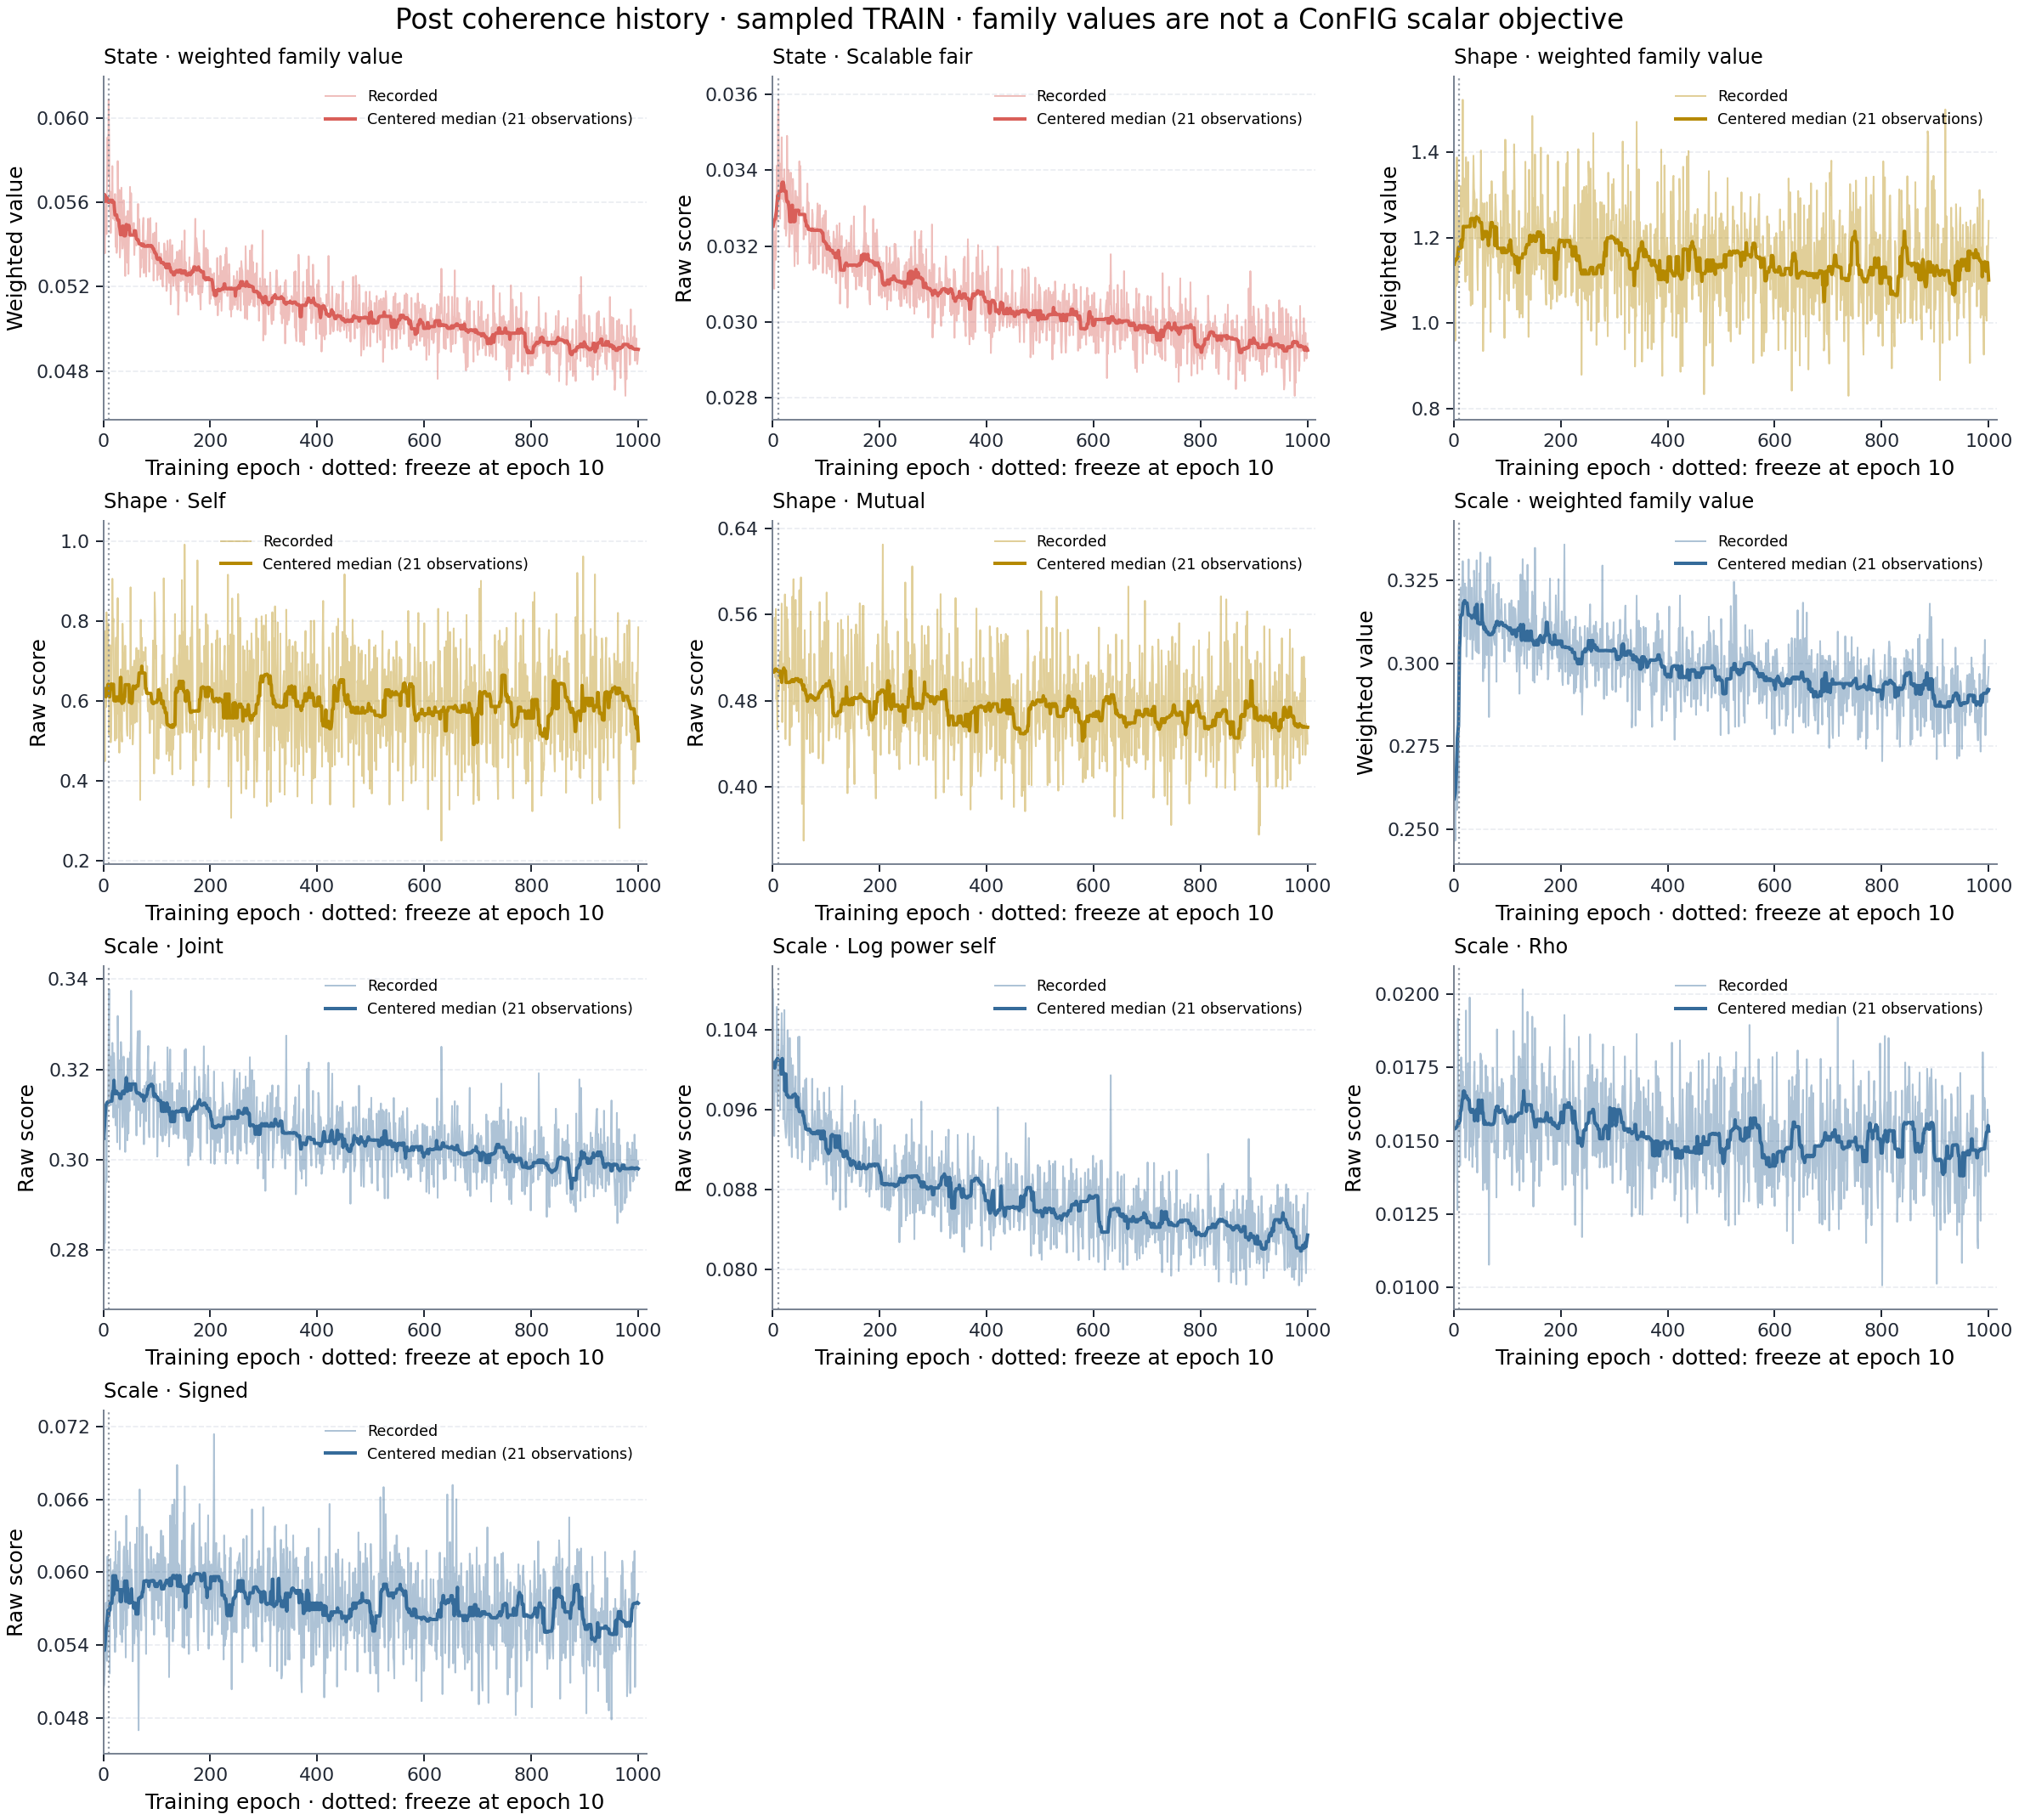 Post coherence history · sampled TRAIN · family values are not a ConFIG scalar objective
State · weighted family value
Weighted value
0.060
0.056
0.052
0.048
Recorded
Centered median (21 observations)
0 200 400 600 800 1000
Training epoch · dotted: freeze at epoch 10
State · Scalable fair
Raw score
0.036
0.034
0.032
0.030
0.028
Recorded
Centered median (21 observations)
0 200 400 600 800 1000
Training epoch · dotted: freeze at epoch 10
Shape · weighted family value
Weighted value
1.4
1.2
1.0
0.8
Recorded
Centered median (21 observations)
0 200 400 600 800 1000
Training epoch · dotted: freeze at epoch 10
Shape · Self
Raw score
1.0
0.8
0.6
0.4
0.2
Recorded
Centered median (21 observations)
0 200 400 600 800 1000
Training epoch · dotted: freeze at epoch 10
Shape · Mutual
Raw score
0.64
0.56
0.48
0.40
Recorded
Centered median (21 observations)
0 200 400 600 800 1000
Training epoch · dotted: freeze at epoch 10
Scale · weighted family value
Weighted value
0.325
0.300
0.275
0.250
Recorded
Centered median (21 observations)
0 200 400 600 800 1000
Training epoch · dotted: freeze at epoch 10
Scale · Joint
Raw score
0.34
0.32
0.30
0.28
Recorded
Centered median (21 observations)
0 200 400 600 800 1000
Training epoch · dotted: freeze at epoch 10
Scale · Log power self
Raw score
0.104
0.096
0.088
0.080
Recorded
Centered median (21 observations)
0 200 400 600 800 1000
Training epoch · dotted: freeze at epoch 10
Scale · Rho
Raw score
0.0200
0.0175
0.0150
0.0125
0.0100
Recorded
Centered median (21 observations)
0 200 400 600 800 1000
Training epoch · dotted: freeze at epoch 10
Scale · Signed
Raw score
0.072
0.066
0.060
0.054
0.048
Recorded
Centered median (21 observations)
0 200 400 600 800 1000
Training epoch · dotted: freeze at epoch 10